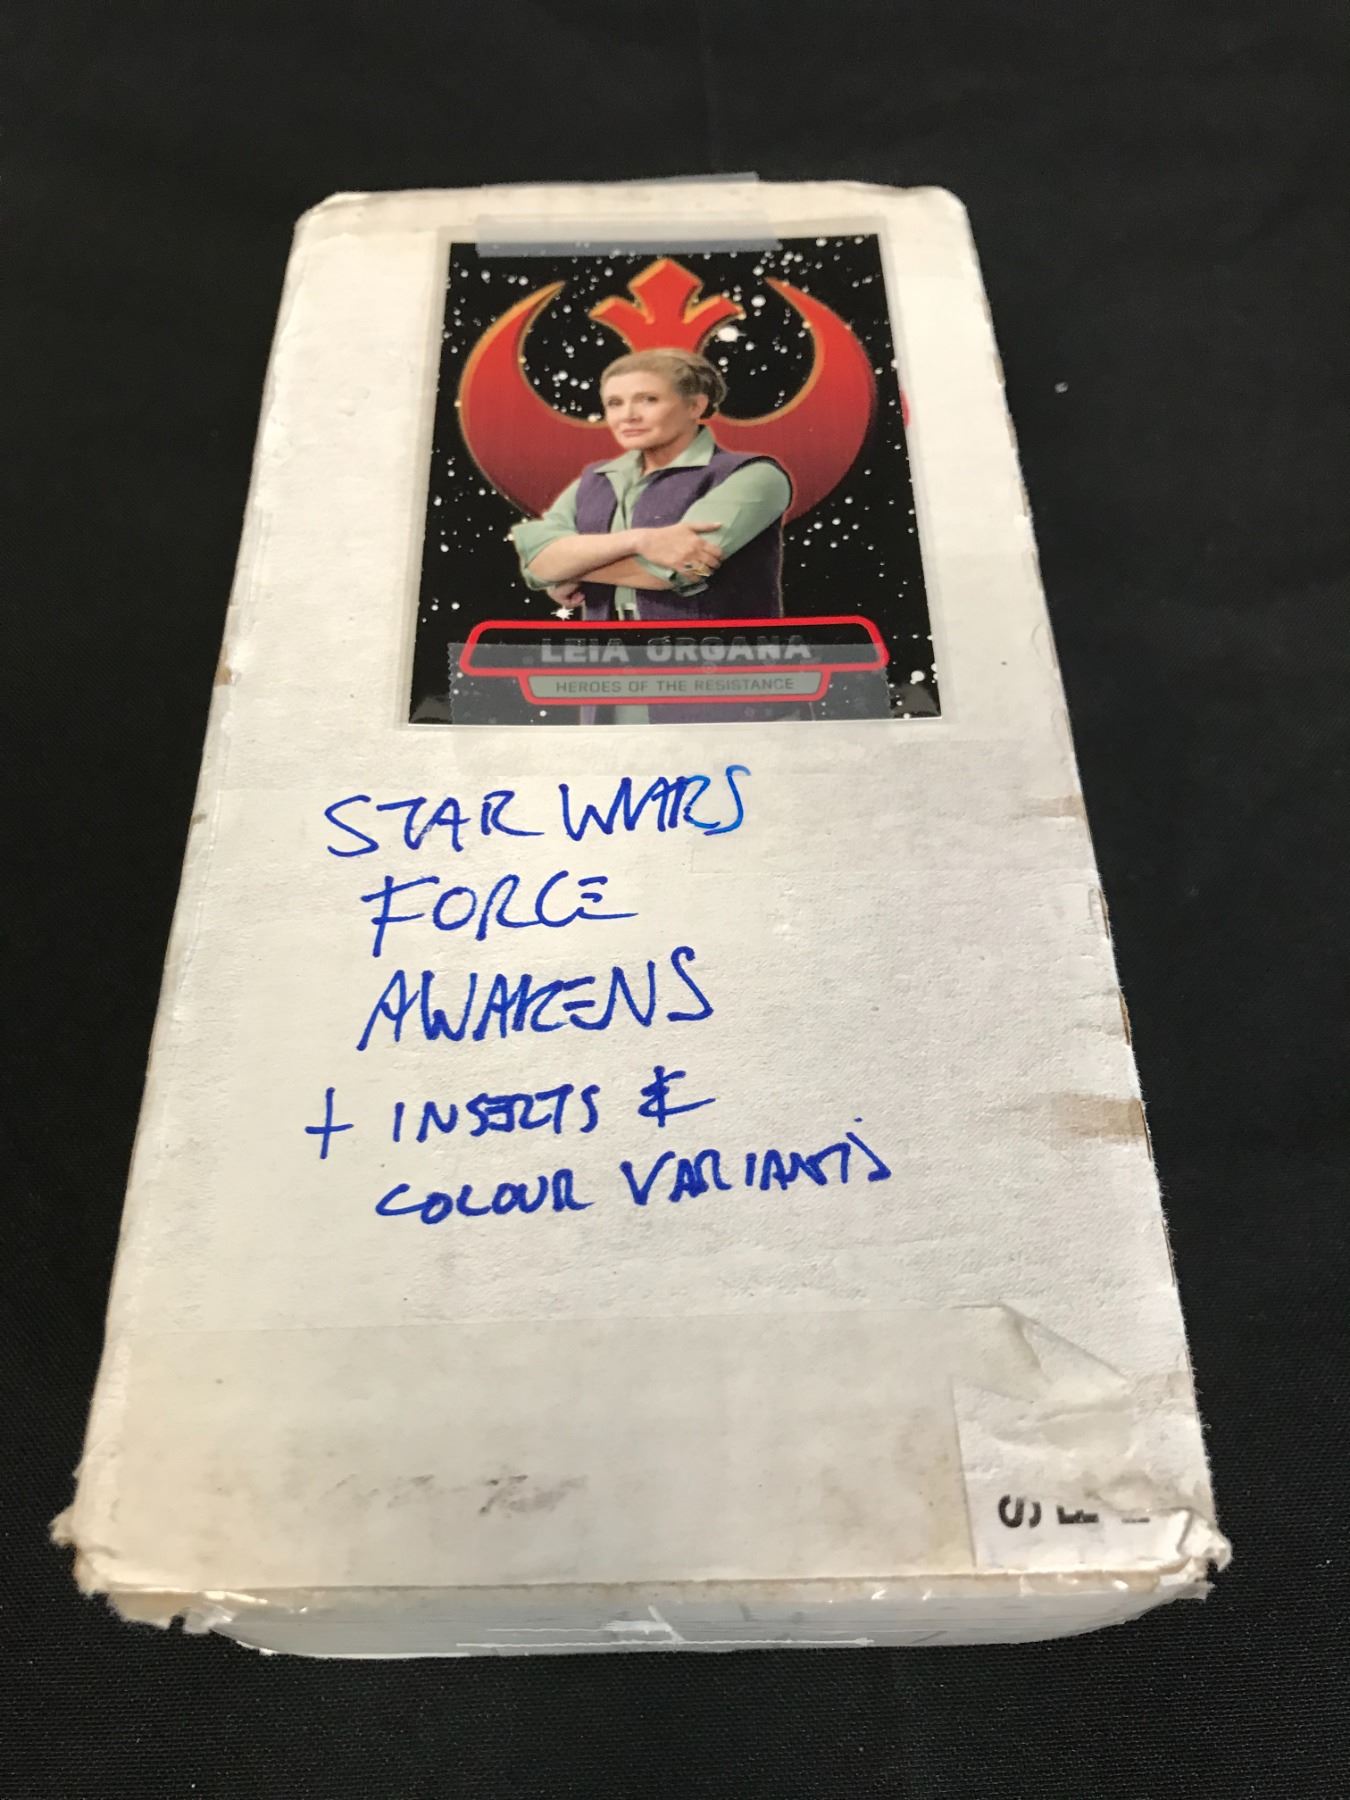 LEIA ORGANA
HEROES OF THE RESISTANCE
STAR WARS
FORCE
AWAKENS
+ INSERTS &
COLOUR VARIANTS